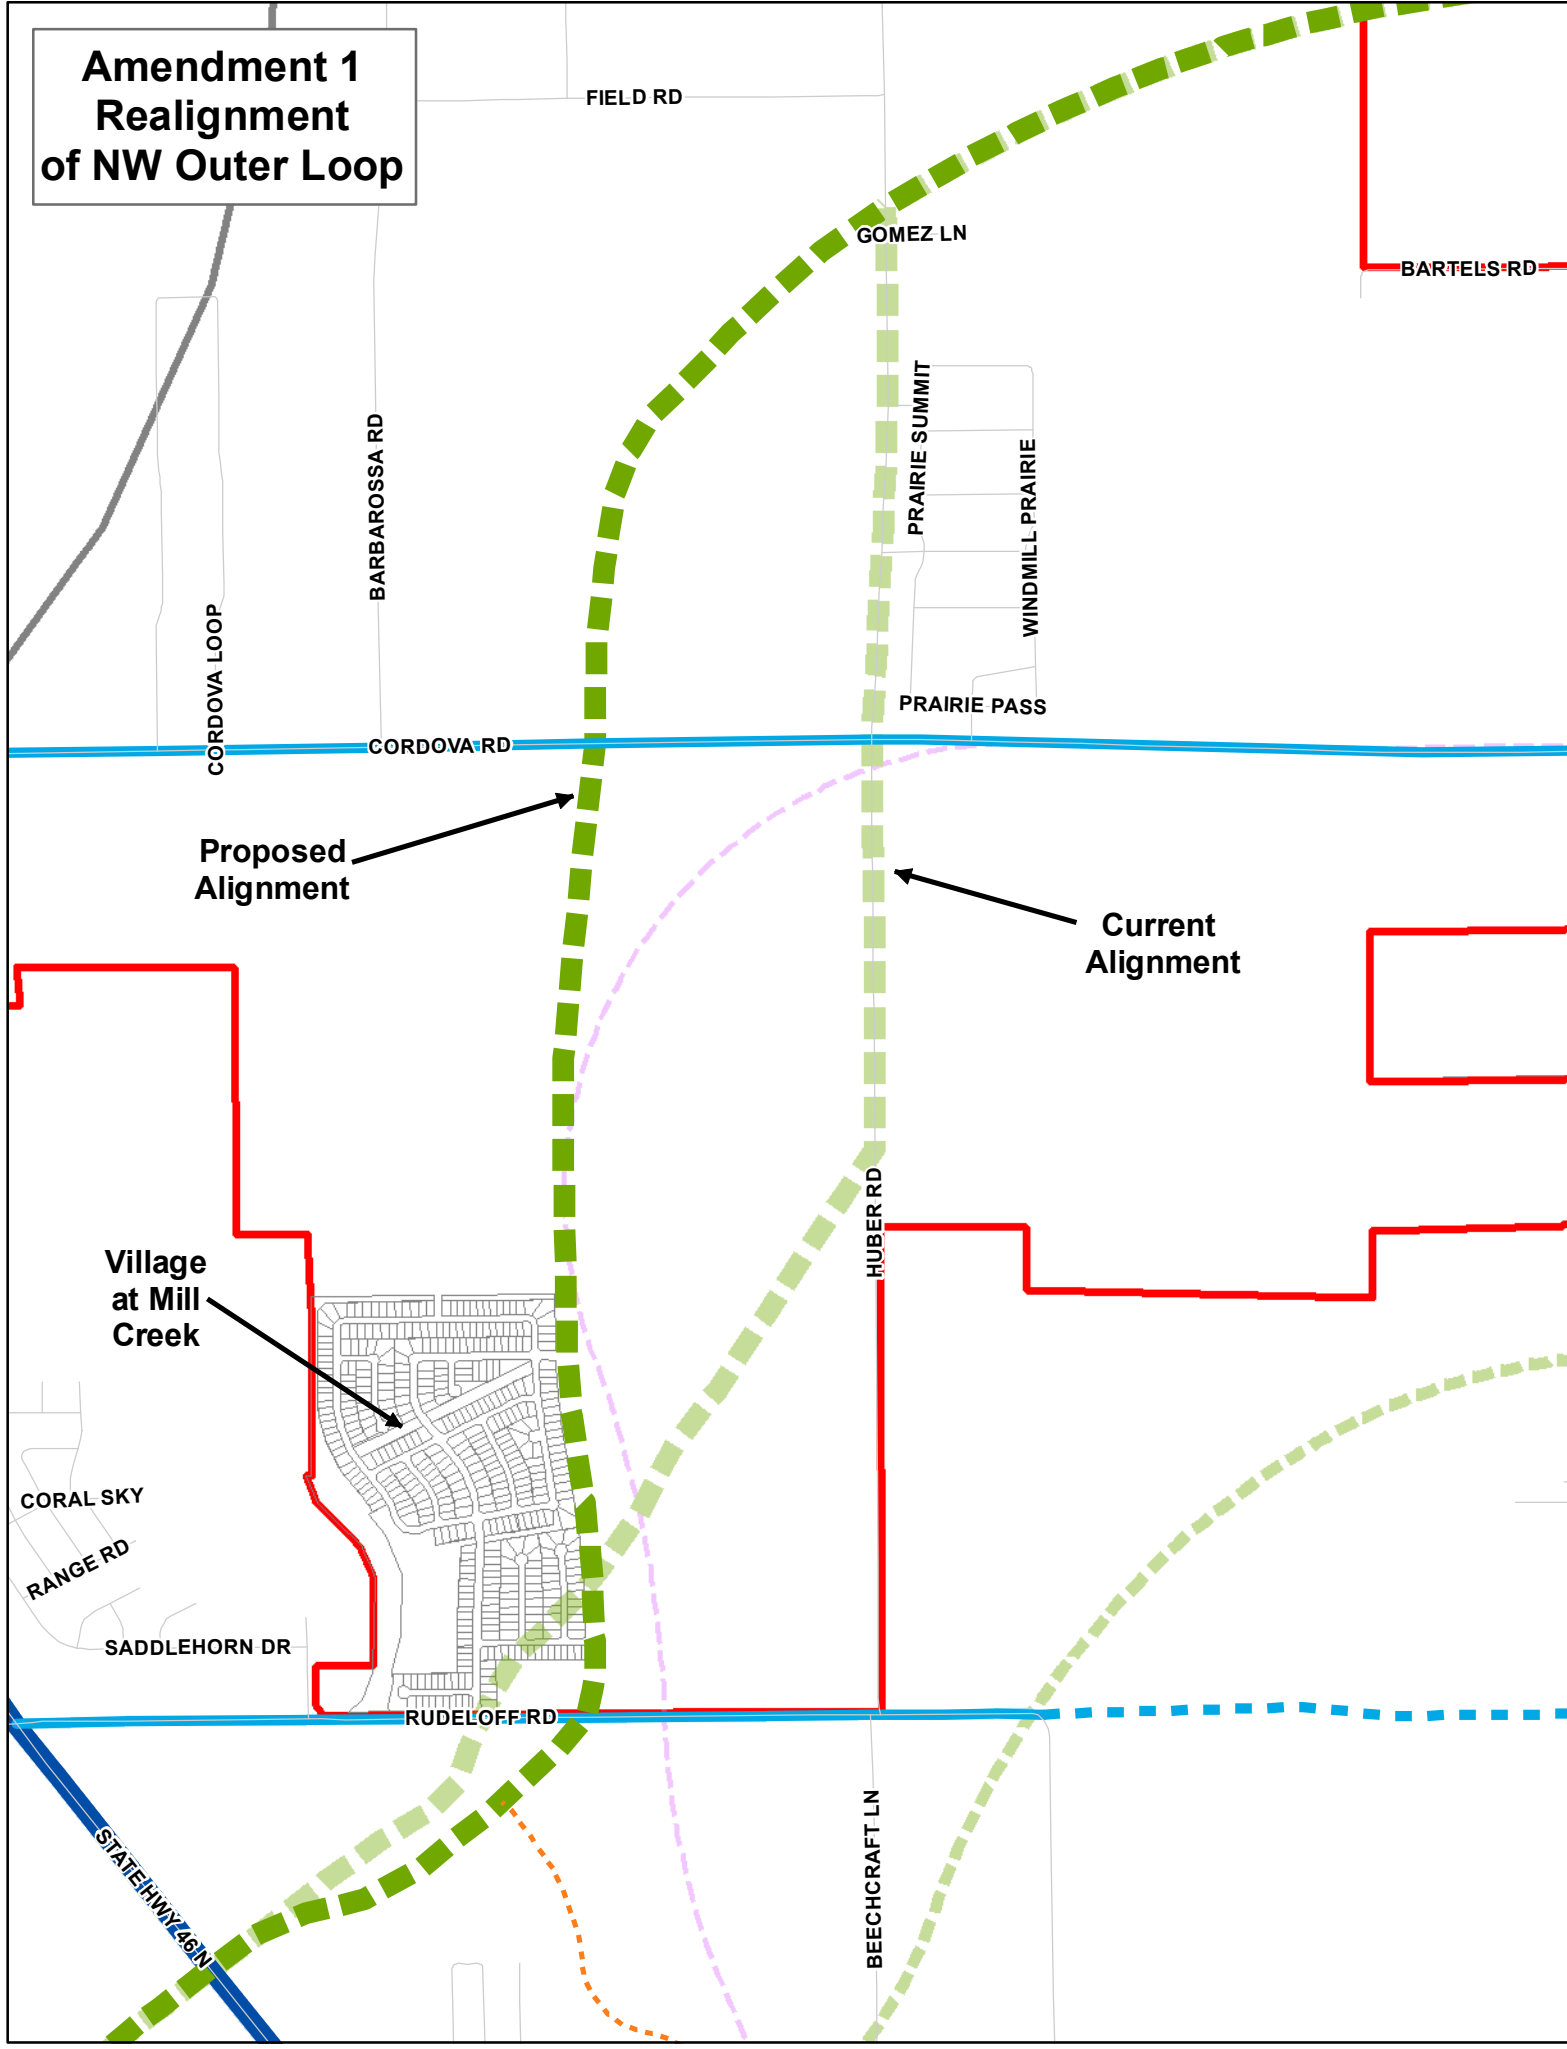 Amendment 1
Realignment
of NW Outer Loop
FIELD RD
GOMEZ LN
BARTELS RD
PRAIRIE SUMMIT
BARBAROSSA RD
WINDMILL PRAIRIE
CORDOVA LOOP
PRAIRIE PASS
CORDOVA RD
Proposed
Alignment
Current
Alignment
HUBER RD
Village
at Mill
Creek
CORAL SKY
RANGE RD
SADDLEHORN DR
RUDELOFF RD
STATE HWY 46 N
BEECHCRAFT LN